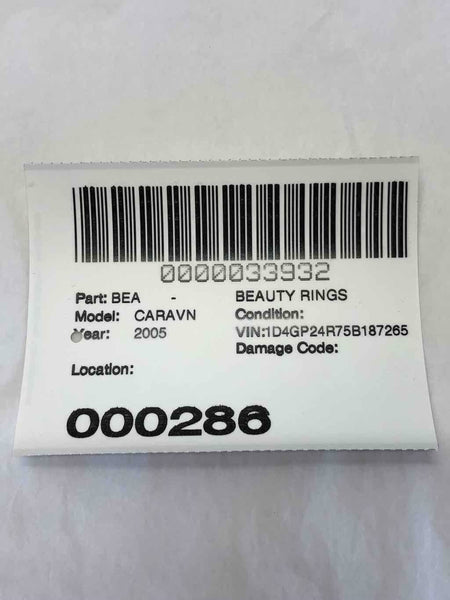 0000033932
Part: BEA - BEAUTY RINGS
Model: CARAVN Condition:
Year: 2005 VIN:1D4GP24R75B187265
Damage Code:
Location:
000286